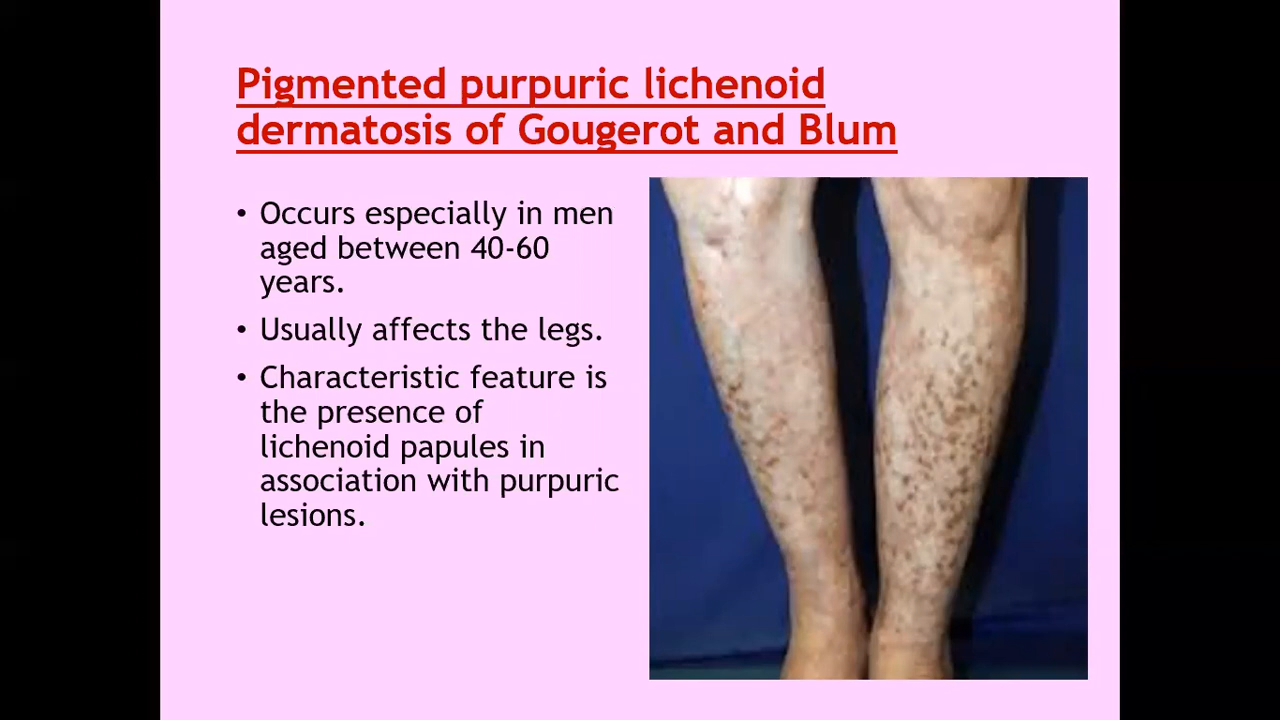 Pigmented purpuric lichenoid
dermatosis of Gougerot and Blum
• Occurs especially in men
aged between 40-60
years.
• Usually affects the legs.
• Characteristic feature is
the presence of
lichenoid papules in
association with purpuric
lesions.